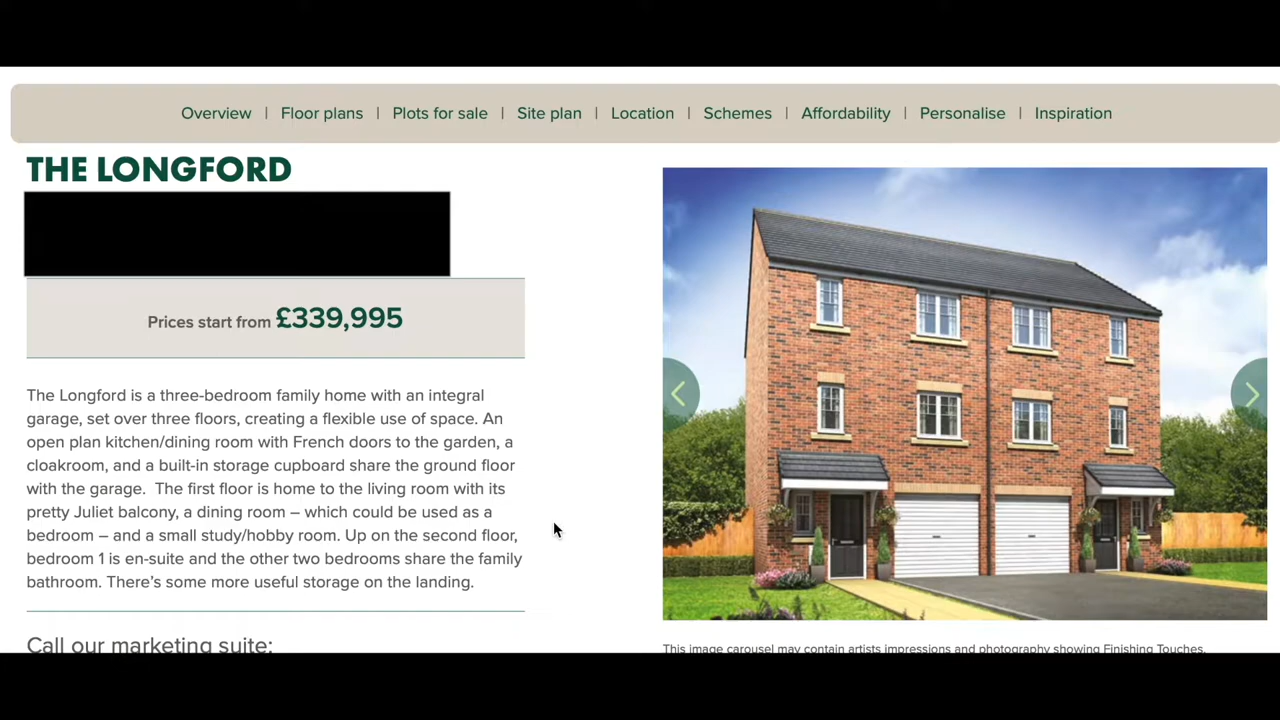 Overview | Floor plans | Plots for sale | Site plan | Location | Schemes | Affordability | Personalise | Inspiration
THE LONGFORD
Prices start from £339,995
The Longford is a three-bedroom family home with an integral
garage, set over three floors, creating a flexible use of space. An
open plan kitchen/dining room with French doors to the garden, a
cloakroom, and a built-in storage cupboard share the ground floor
with the garage.  The first floor is home to the living room with its
pretty Juliet balcony, a dining room – which could be used as a
bedroom – and a small study/hobby room. Up on the second floor,
bedroom 1 is en-suite and the other two bedrooms share the family
bathroom. There’s some more useful storage on the landing.
Call our marketing suite:
This image carousel may contain artists impressions and photography showing Finishing Touches.